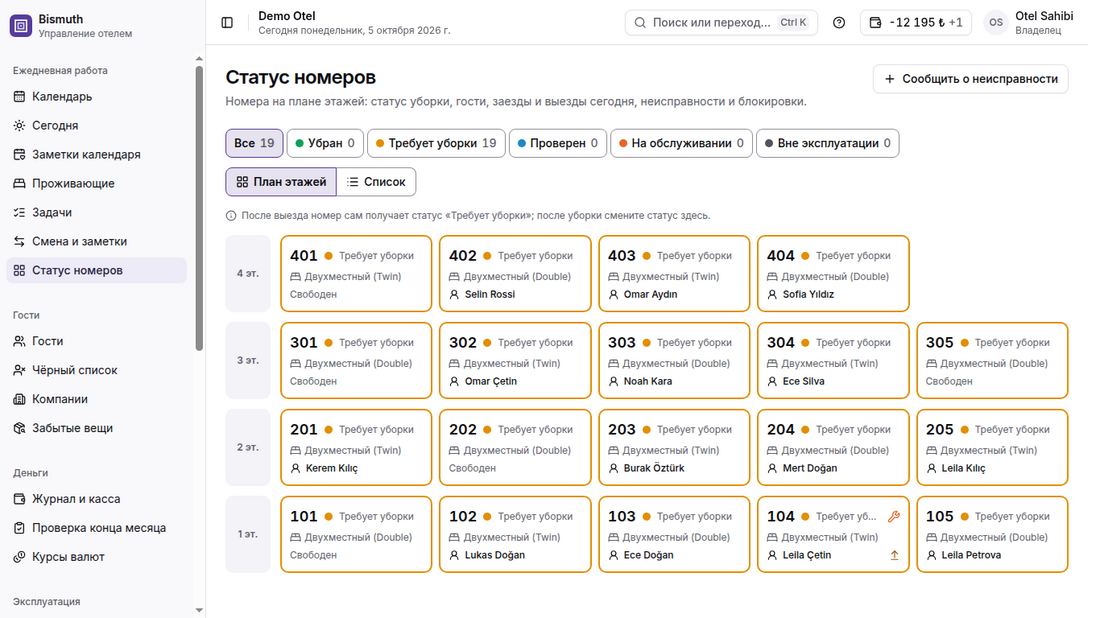 Bismuth
Управление отелем
Ежедневная работа
Календарь
Сегодня
Заметки календаря
Проживающие
Задачи
Смена и заметки
Статус номеров
Гости
Гости
Чёрный список
Компании
Забытые вещи
Деньги
Журнал и касса
Проверка конца месяца
Курсы валют
Эксплуатация
Demo Otel
Сегодня понедельник, 5 октября 2026 г.
Поиск или переход... Ctrl K
-12 195 ₺ +1
OS
Otel Sahibi
Владелец
Статус номеров
Номера на плане этажей: статус уборки, гости, заезды и выезды сегодня, неисправности и блокировки.
Сообщить о неисправности
Все 19
Убран 0
Требует уборки 19
Проверен 0
На обслуживании 0
Вне эксплуатации 0
План этажей
Список
После выезда номер сам получает статус «Требует уборки»; после уборки смените статус здесь.
4 эт.
401 Требует уборки
Двухместный (Twin)
Свободен
402 Требует уборки
Двухместный (Double)
Selin Rossi
403 Требует уборки
Двухместный (Twin)
Omar Aydın
404 Требует уборки
Двухместный (Double)
Sofia Yıldız
3 эт.
301 Требует уборки
Двухместный (Double)
Свободен
302 Требует уборки
Двухместный (Twin)
Omar Çetin
303 Требует уборки
Двухместный (Double)
Noah Kara
304 Требует уборки
Двухместный (Twin)
Ece Silva
305 Требует уборки
Двухместный (Double)
Свободен
2 эт.
201 Требует уборки
Двухместный (Twin)
Kerem Kılıç
202 Требует уборки
Двухместный (Double)
Свободен
203 Требует уборки
Двухместный (Twin)
Burak Öztürk
204 Требует уборки
Двухместный (Double)
Mert Doğan
205 Требует уборки
Двухместный (Twin)
Leila Kılıç
1 эт.
101 Требует уборки
Двухместный (Double)
Свободен
102 Требует уборки
Двухместный (Twin)
Lukas Doğan
103 Требует уборки
Двухместный (Double)
Ece Doğan
104 Требует уб...
Двухместный (Twin)
Leila Çetin
105 Требует уборки
Двухместный (Double)
Leila Petrova